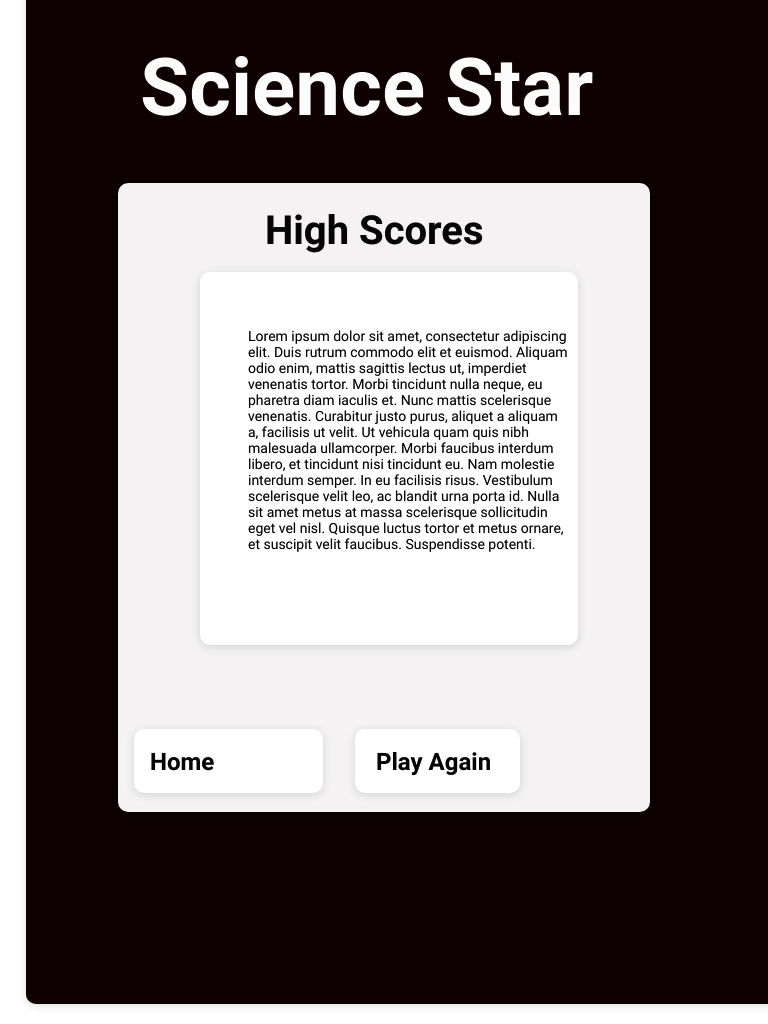 Science Star
High Scores
Lorem ipsum dolor sit amet, consectetur adipiscing
elit. Duis rutrum commodo elit et euismod. Aliquam
odio enim, mattis sagittis lectus ut, imperdiet
venenatis tortor. Morbi tincidunt nulla neque, eu
pharetra diam iaculis et. Nunc mattis scelerisque
venenatis. Curabitur justo purus, aliquet a aliquam
a, facilisis ut velit. Ut vehicula quam quis nibh
malesuada ullamcorper. Morbi faucibus interdum
libero, et tincidunt nisi tincidunt eu. Nam molestie
interdum semper. In eu facilisis risus. Vestibulum
scelerisque velit leo, ac blandit urna porta id. Nulla
sit amet metus at massa scelerisque sollicitudin
eget vel nisl. Quisque luctus tortor et metus ornare,
et suscipit velit faucibus. Suspendisse potenti.
Home
Play Again